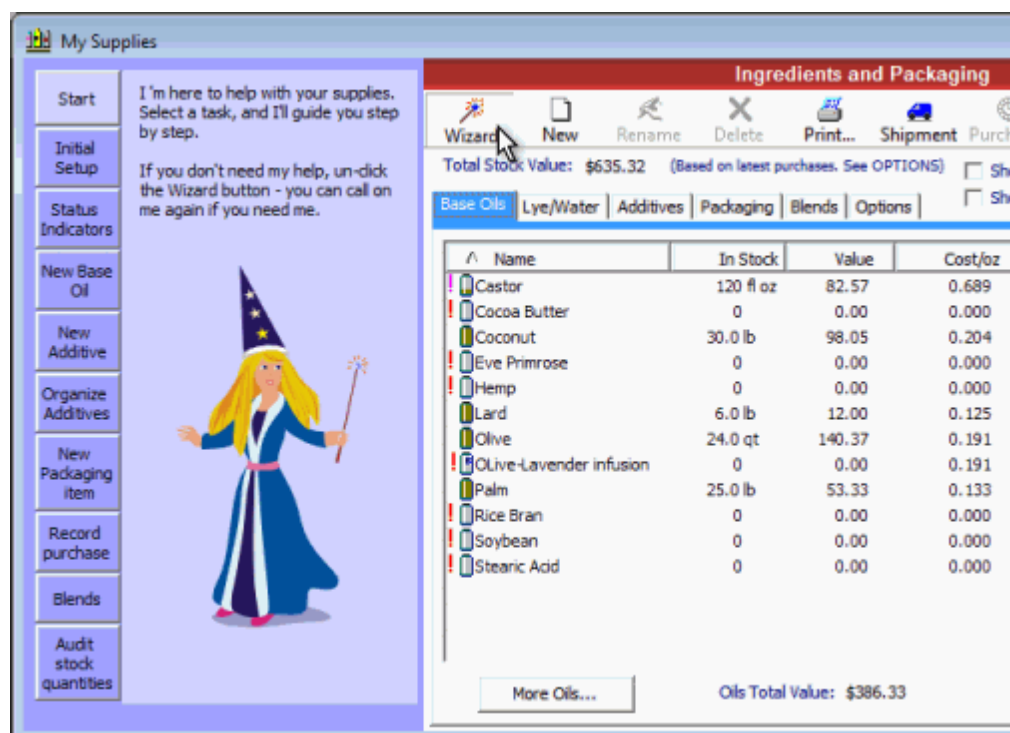 My Supplies
Start
Initial
Setup
Status
Indicators
New Base
Oil
New
Additive
Organize
Additives
New
Packaging
item
Record
purchase
Blends
Audit
stock
quantities
I 'm here to help with your supplies.
Select a task, and I'll guide you step
by step.
If you don't need my help, un-click
the Wizard button - you can call on
me again if you need me.
Ingredients and Packaging
Wizard New Rename Delete Print... Shipment Purch
Total Stock Value: $635.32 (Based on latest purchases. See OPTIONS) Sho
Sho
Base Oils Lye/Water Additives Packaging Blends Options
Name In Stock Value Cost/oz
! Castor 120 fl oz 82.57 0.689
! Cocoa Butter 0 0.00 0.000
Coconut 30.0 lb 98.05 0.204
! Eve Primrose 0 0.00 0.000
! Hemp 0 0.00 0.000
Lard 6.0 lb 12.00 0.125
Olive 24.0 qt 140.37 0.191
! OLive-Lavender infusion 0 0.00 0.191
Palm 25.0 lb 53.33 0.133
! Rice Bran 0 0.00 0.000
! Soybean 0 0.00 0.000
! Stearic Acid 0 0.00 0.000
More Oils... Oils Total Value: $386.33